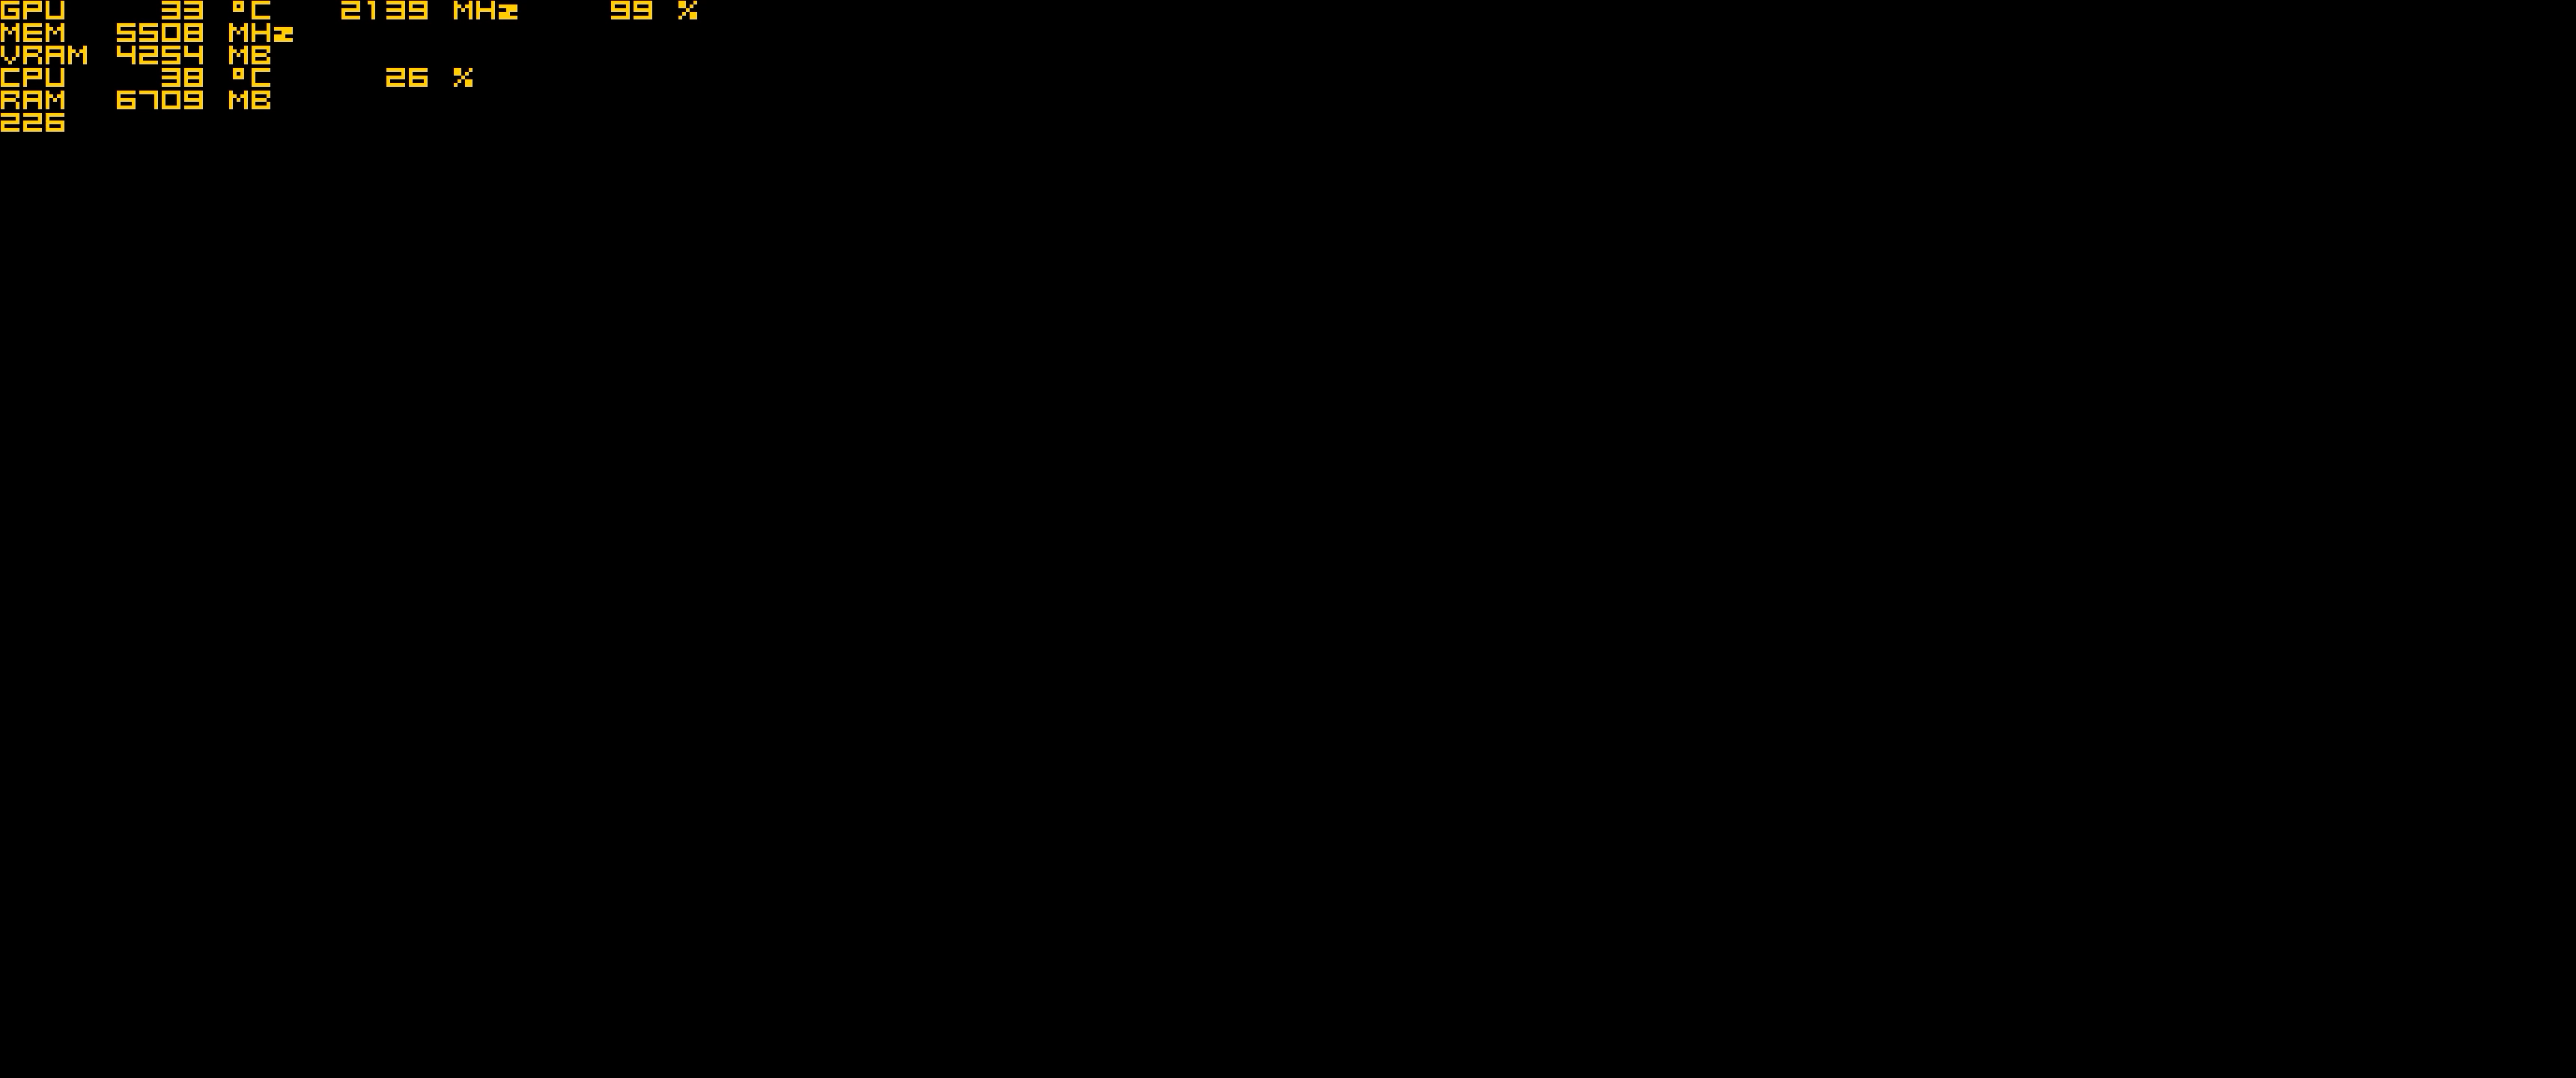 GPU 33 °C 2139 MHz 99 %
MEM 5508 MHz
VRAM 4254 MB
CPU 38 °C 26 %
RAM 6709 MB
226